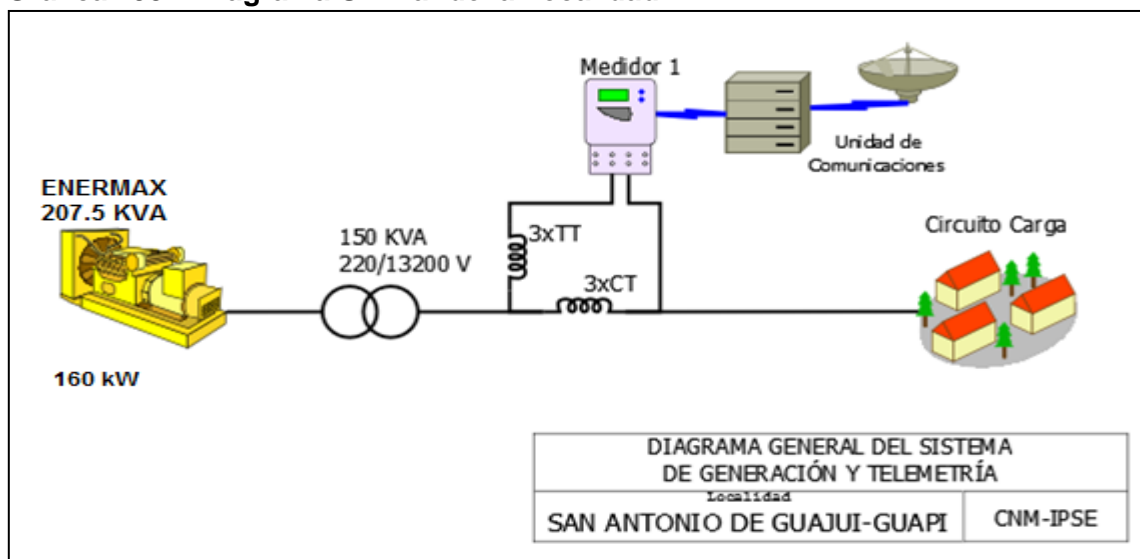 Medidor 1
Unidad de
Comunicaciones
ENERMAX
207.5 KVA
150 KVA
220/13200 V
3xTT
3xCT
Circuito Carga
160 kW
DIAGRAMA GENERAL DEL SISTEMA
DE GENERACIÓN Y TELEMETRÍA
Localidad
SAN ANTONIO DE GUAJUI-GUAPI
CNM-IPSE